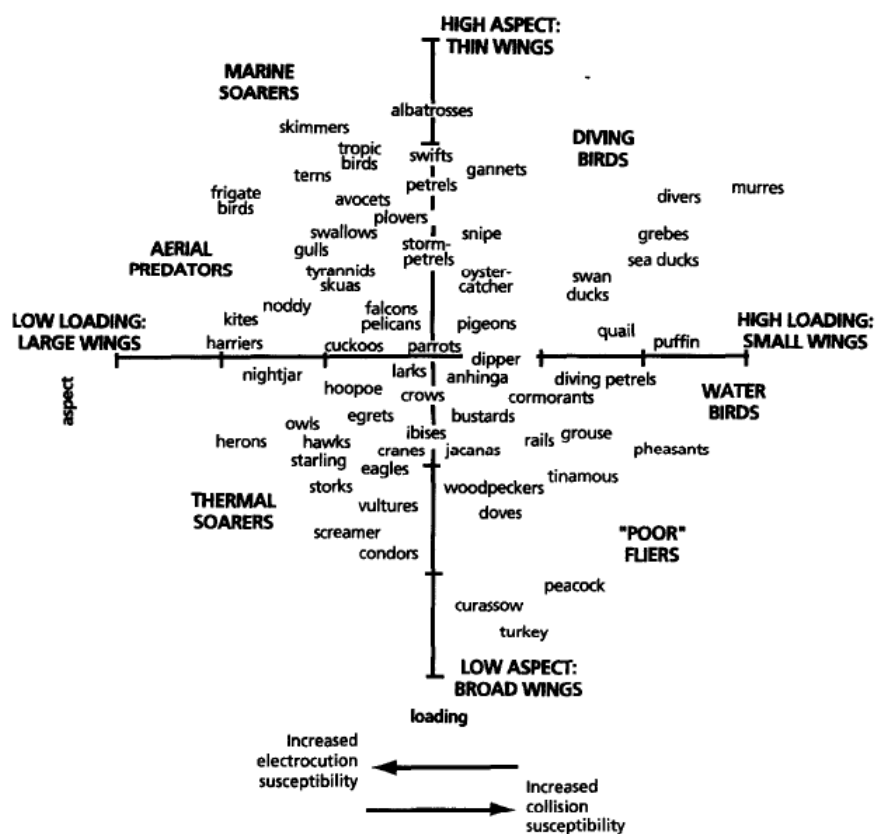 HIGH ASPECT:
THIN WINGS
MARINE
SOARERS
albatrosses
skimmers
DIVING
BIRDS
tropic
birds
swifts
gannets
terns
petrels
frigate
birds
avocets
divers
murres
plovers
swallows
snipe
grebes
AERIAL
PREDATORS
gulls
storm-
petrels
sea ducks
tyrannids
skuas
oyster-
catcher
swan
ducks
noddy
falcons
pelicans
pigeons
kites
quail
LOW LOADING:
LARGE WINGS
HIGH LOADING:
SMALL WINGS
harriers
cuckoos
parrots
puffin
dipper
nightjar
larks
anhinga
diving petrels
aspect
WATER
BIRDS
hoopoe
crows
cormorants
egrets
bustards
owls
ibises
herons
hawks
cranes
jacanas
rails
grouse
pheasants
starling
eagles
tinamous
storks
woodpeckers
THERMAL
SOARERS
vultures
doves
screamer
"POOR"
FLIERS
condors
peacock
curassow
turkey
LOW ASPECT:
BROAD WINGS
loading
Increased
electrocution
susceptibility
Increased
collision
susceptibility